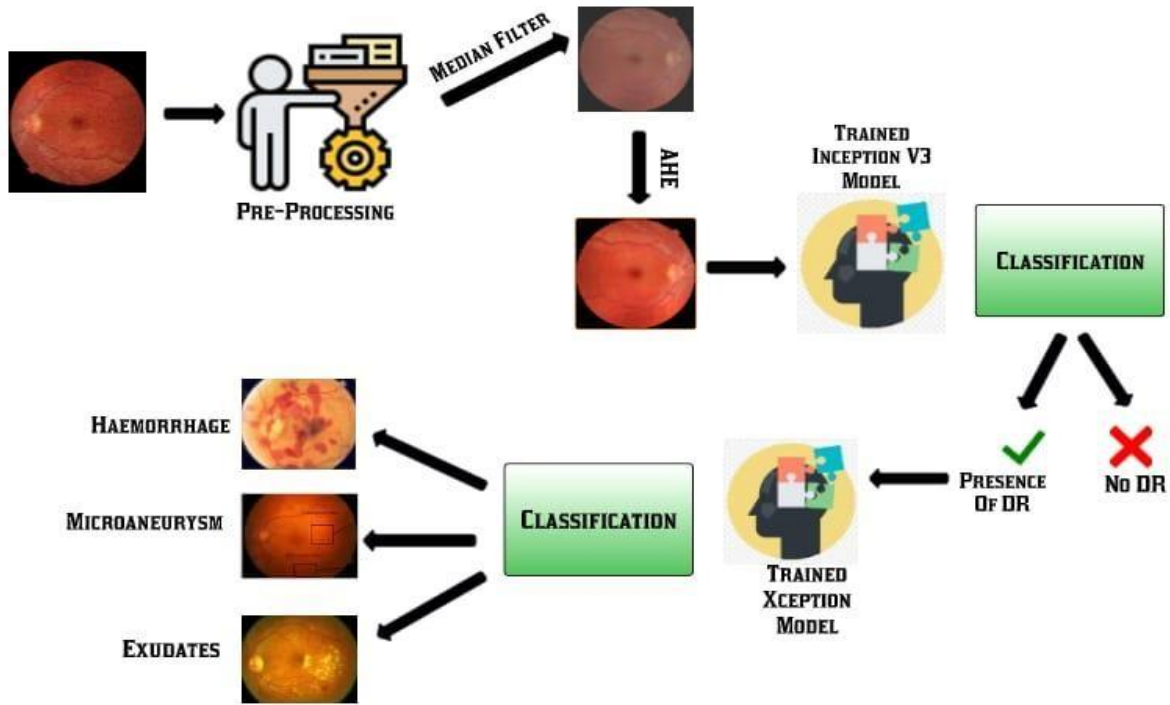 PRE-PROCESSING
MEDIAN FILTER
AHE
TRAINED
INCEPTION V3
MODEL
CLASSIFICATION
PRESENCE
OF DR
NO DR
TRAINED
XCEPTION
MODEL
CLASSIFICATION
HAEMORRHAGE
MICROANEURYSM
EXUDATES